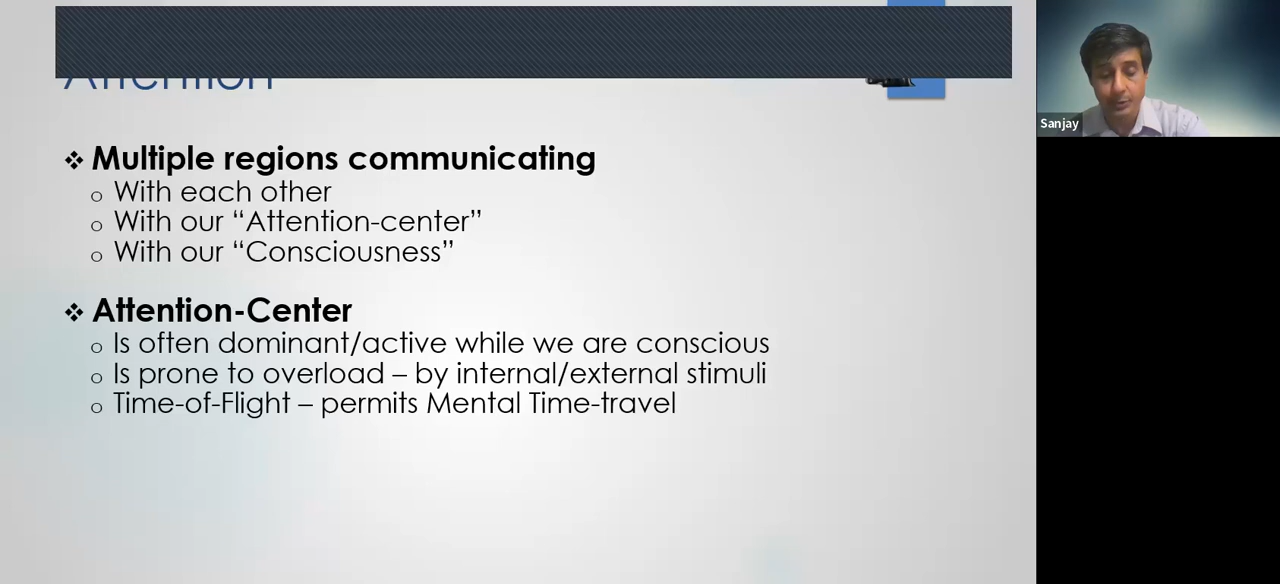 Attention
Multiple regions communicating
With each other
With our “Attention-center”
With our “Consciousness”
Attention-Center
Is often dominant/active while we are conscious
Is prone to overload – by internal/external stimuli
Time-of-Flight – permits Mental Time-travel
Sanjay